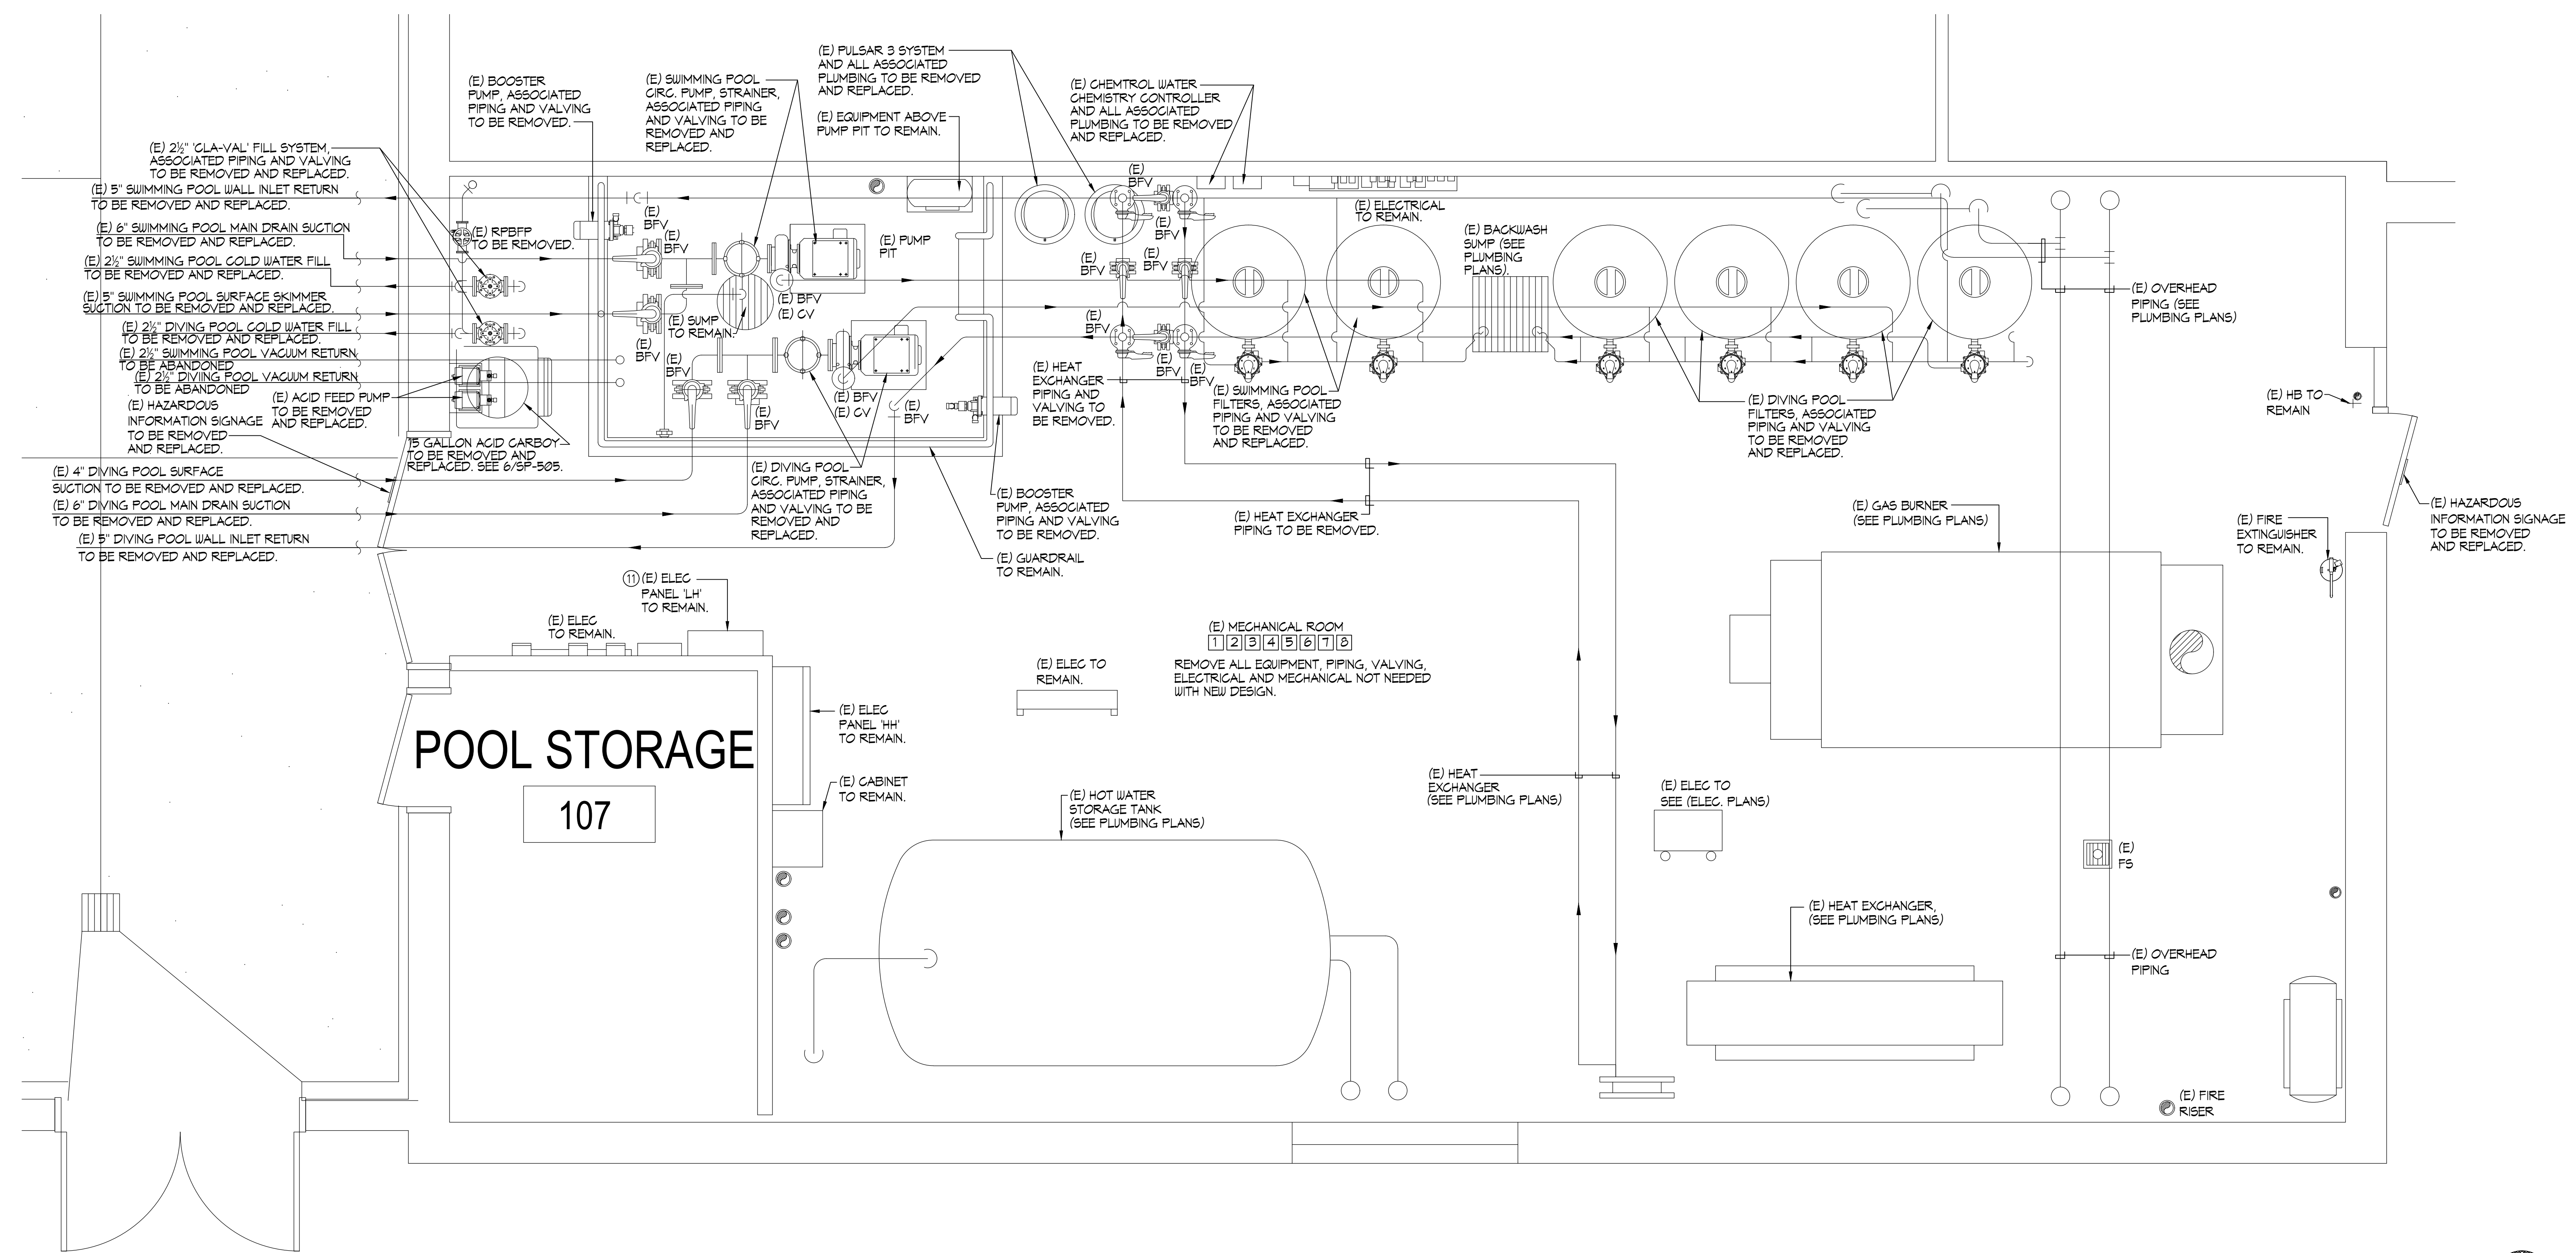 (E) PULSAR 3 SYSTEM
AND ALL ASSOCIATED
PLUMBING TO BE REMOVED
AND REPLACED.
(E) BOOSTER
PUMP, ASSOCIATED
PIPING AND VALVING
TO BE REMOVED.
(E) SWIMMING POOL
CIRC. PUMP, STRAINER,
ASSOCIATED PIPING
AND VALVING TO BE
REMOVED AND
REPLACED.
(E) EQUIPMENT ABOVE
PUMP PIT TO REMAIN.
(E) CHEMTROL WATER
CHEMISTRY CONTROLLER
AND ALL ASSOCIATED
PLUMBING TO BE REMOVED
AND REPLACED.
(E) 2½" 'CLA-VAL' FILL SYSTEM,
ASSOCIATED PIPING AND VALVING
TO BE REMOVED AND REPLACED.
(E) 5" SWIMMING POOL WALL INLET RETURN
TO BE REMOVED AND REPLACED.
(E) 6" SWIMMING POOL MAIN DRAIN SUCTION
TO BE REMOVED AND REPLACED.
(E) 2½" SWIMMING POOL COLD WATER FILL
TO BE REMOVED AND REPLACED.
(E) 5" SWIMMING POOL SURFACE SKIMMER
SUCTION TO BE REMOVED AND REPLACED.
(E) 2½" DIVING POOL COLD WATER FILL
TO BE REMOVED AND REPLACED.
(E) 2½" SWIMMING POOL VACUUM RETURN
TO BE ABANDONED
(E) 2½" DIVING POOL VACUUM RETURN
TO BE ABANDONED
(E) ACID FEED PUMP
TO BE REMOVED
AND REPLACED.
(E) HAZARDOUS
INFORMATION SIGNAGE
TO BE REMOVED
AND REPLACED.
15 GALLON ACID CARBOY
TO BE REMOVED AND
REPLACED. SEE 6/SP-505.
(E) 4" DIVING POOL SURFACE
SUCTION TO BE REMOVED AND REPLACED.
(E) 6" DIVING POOL MAIN DRAIN SUCTION
TO BE REMOVED AND REPLACED.
(E) 5" DIVING POOL WALL INLET RETURN
TO BE REMOVED AND REPLACED.
(E) RPBFP
TO BE REMOVED.
(E)
BFV
(E)
BFV
(E) PUMP
PIT
(E) BFV
(E) CV
(E) SUMP
TO REMAIN.
(E)
BFV
(E)
BFV
(E)
BFV
(E) BFV
(E) CV
(E)
BFV
(E) DIVING POOL
CIRC. PUMP, STRAINER,
ASSOCIATED PIPING
AND VALVING TO BE
REMOVED AND
REPLACED.
(E) BOOSTER
PUMP, ASSOCIATED
PIPING AND VALVING
TO BE REMOVED.
(E) GUARDRAIL
TO REMAIN.
(E)
BFV
(E)
BFV
(E)
BFV
(E)
BFV
(E)
BFV
(E)
BFV
(E)
BFV
(E) HEAT
EXCHANGER
PIPING AND
VALVING TO
BE REMOVED.
(E) ELECTRICAL
TO REMAIN.
(E) BACKWASH
SUMP (SEE
PLUMBING
PLANS).
(E) SWIMMING POOL
FILTERS, ASSOCIATED
PIPING AND VALVING
TO BE REMOVED
AND REPLACED.
(E) DIVING POOL
FILTERS, ASSOCIATED
PIPING AND VALVING
TO BE REMOVED
AND REPLACED.
(E) OVERHEAD
PIPING (SEE
PLUMBING PLANS)
(E) HB TO
REMAIN
(E) HEAT EXCHANGER
PIPING TO BE REMOVED.
(E) GAS BURNER
(SEE PLUMBING PLANS)
(E) FIRE
EXTINGUISHER
TO REMAIN.
(E) HAZARDOUS
INFORMATION SIGNAGE
TO BE REMOVED
AND REPLACED.
11 (E) ELEC
PANEL 'LH'
TO REMAIN.
(E) ELEC
TO REMAIN.
(E) MECHANICAL ROOM
1 2 3 4 5 6 7 8
REMOVE ALL EQUIPMENT, PIPING, VALVING,
ELECTRICAL AND MECHANICAL NOT NEEDED
WITH NEW DESIGN.
(E) ELEC TO
REMAIN.
(E) ELEC
PANEL 'HH'
TO REMAIN.
POOL STORAGE
107
(E) CABINET
TO REMAIN.
(E) HOT WATER
STORAGE TANK
(SEE PLUMBING PLANS)
(E) HEAT
EXCHANGER
(SEE PLUMBING PLANS)
(E) ELEC TO
SEE (ELEC. PLANS)
(E)
FS
(E) HEAT EXCHANGER,
(SEE PLUMBING PLANS)
(E) OVERHEAD
PIPING
(E) FIRE
RISER